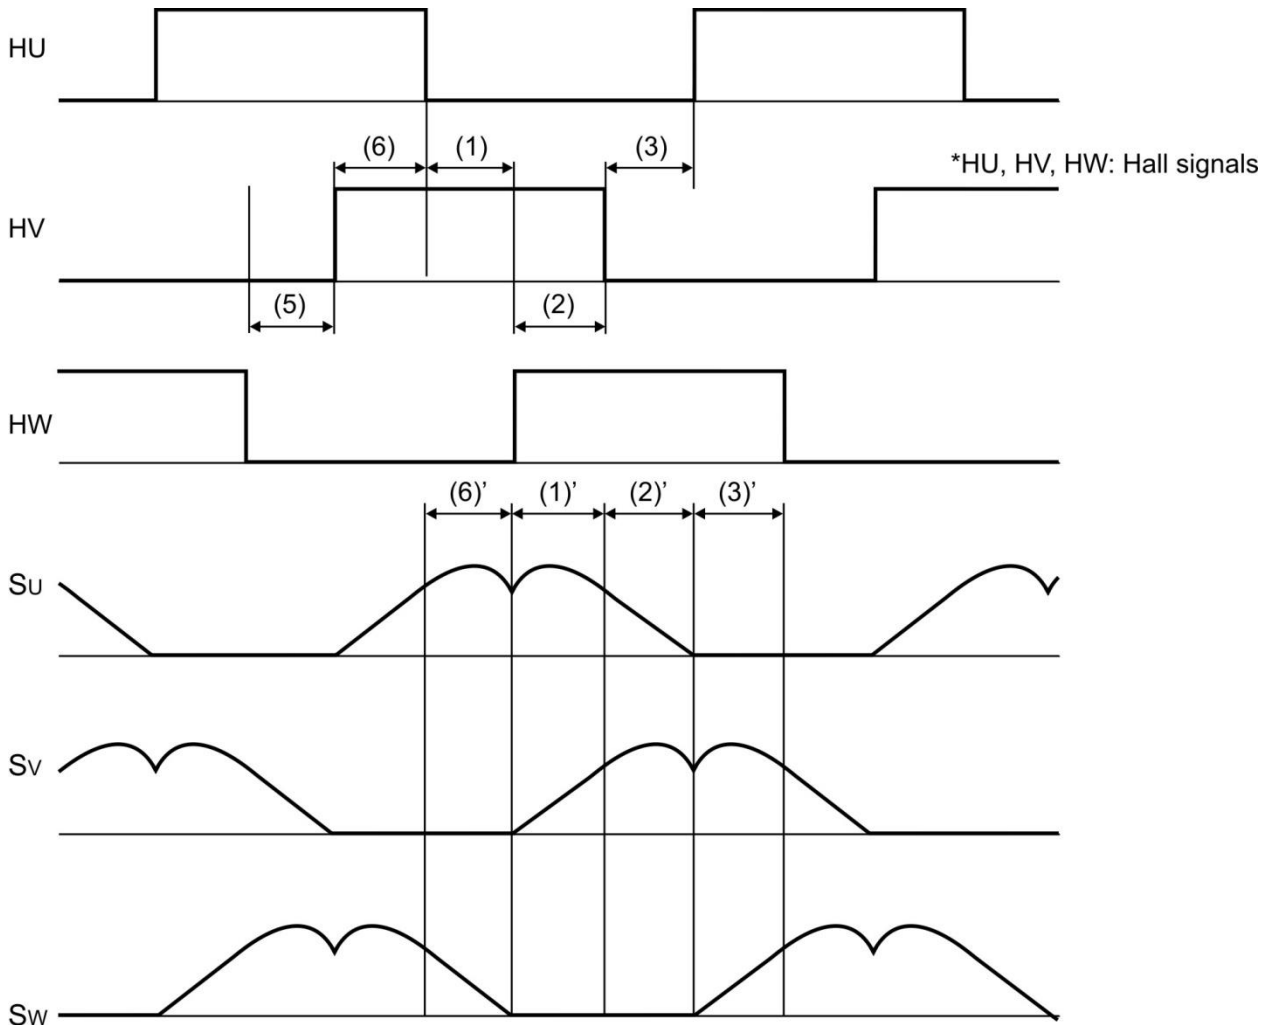 HU
(6) (1) (3)
*HU, HV, HW: Hall signals
HV
(5) (2)
HW
(6)’ (1)’ (2)’ (3)’
SU
SV
SW